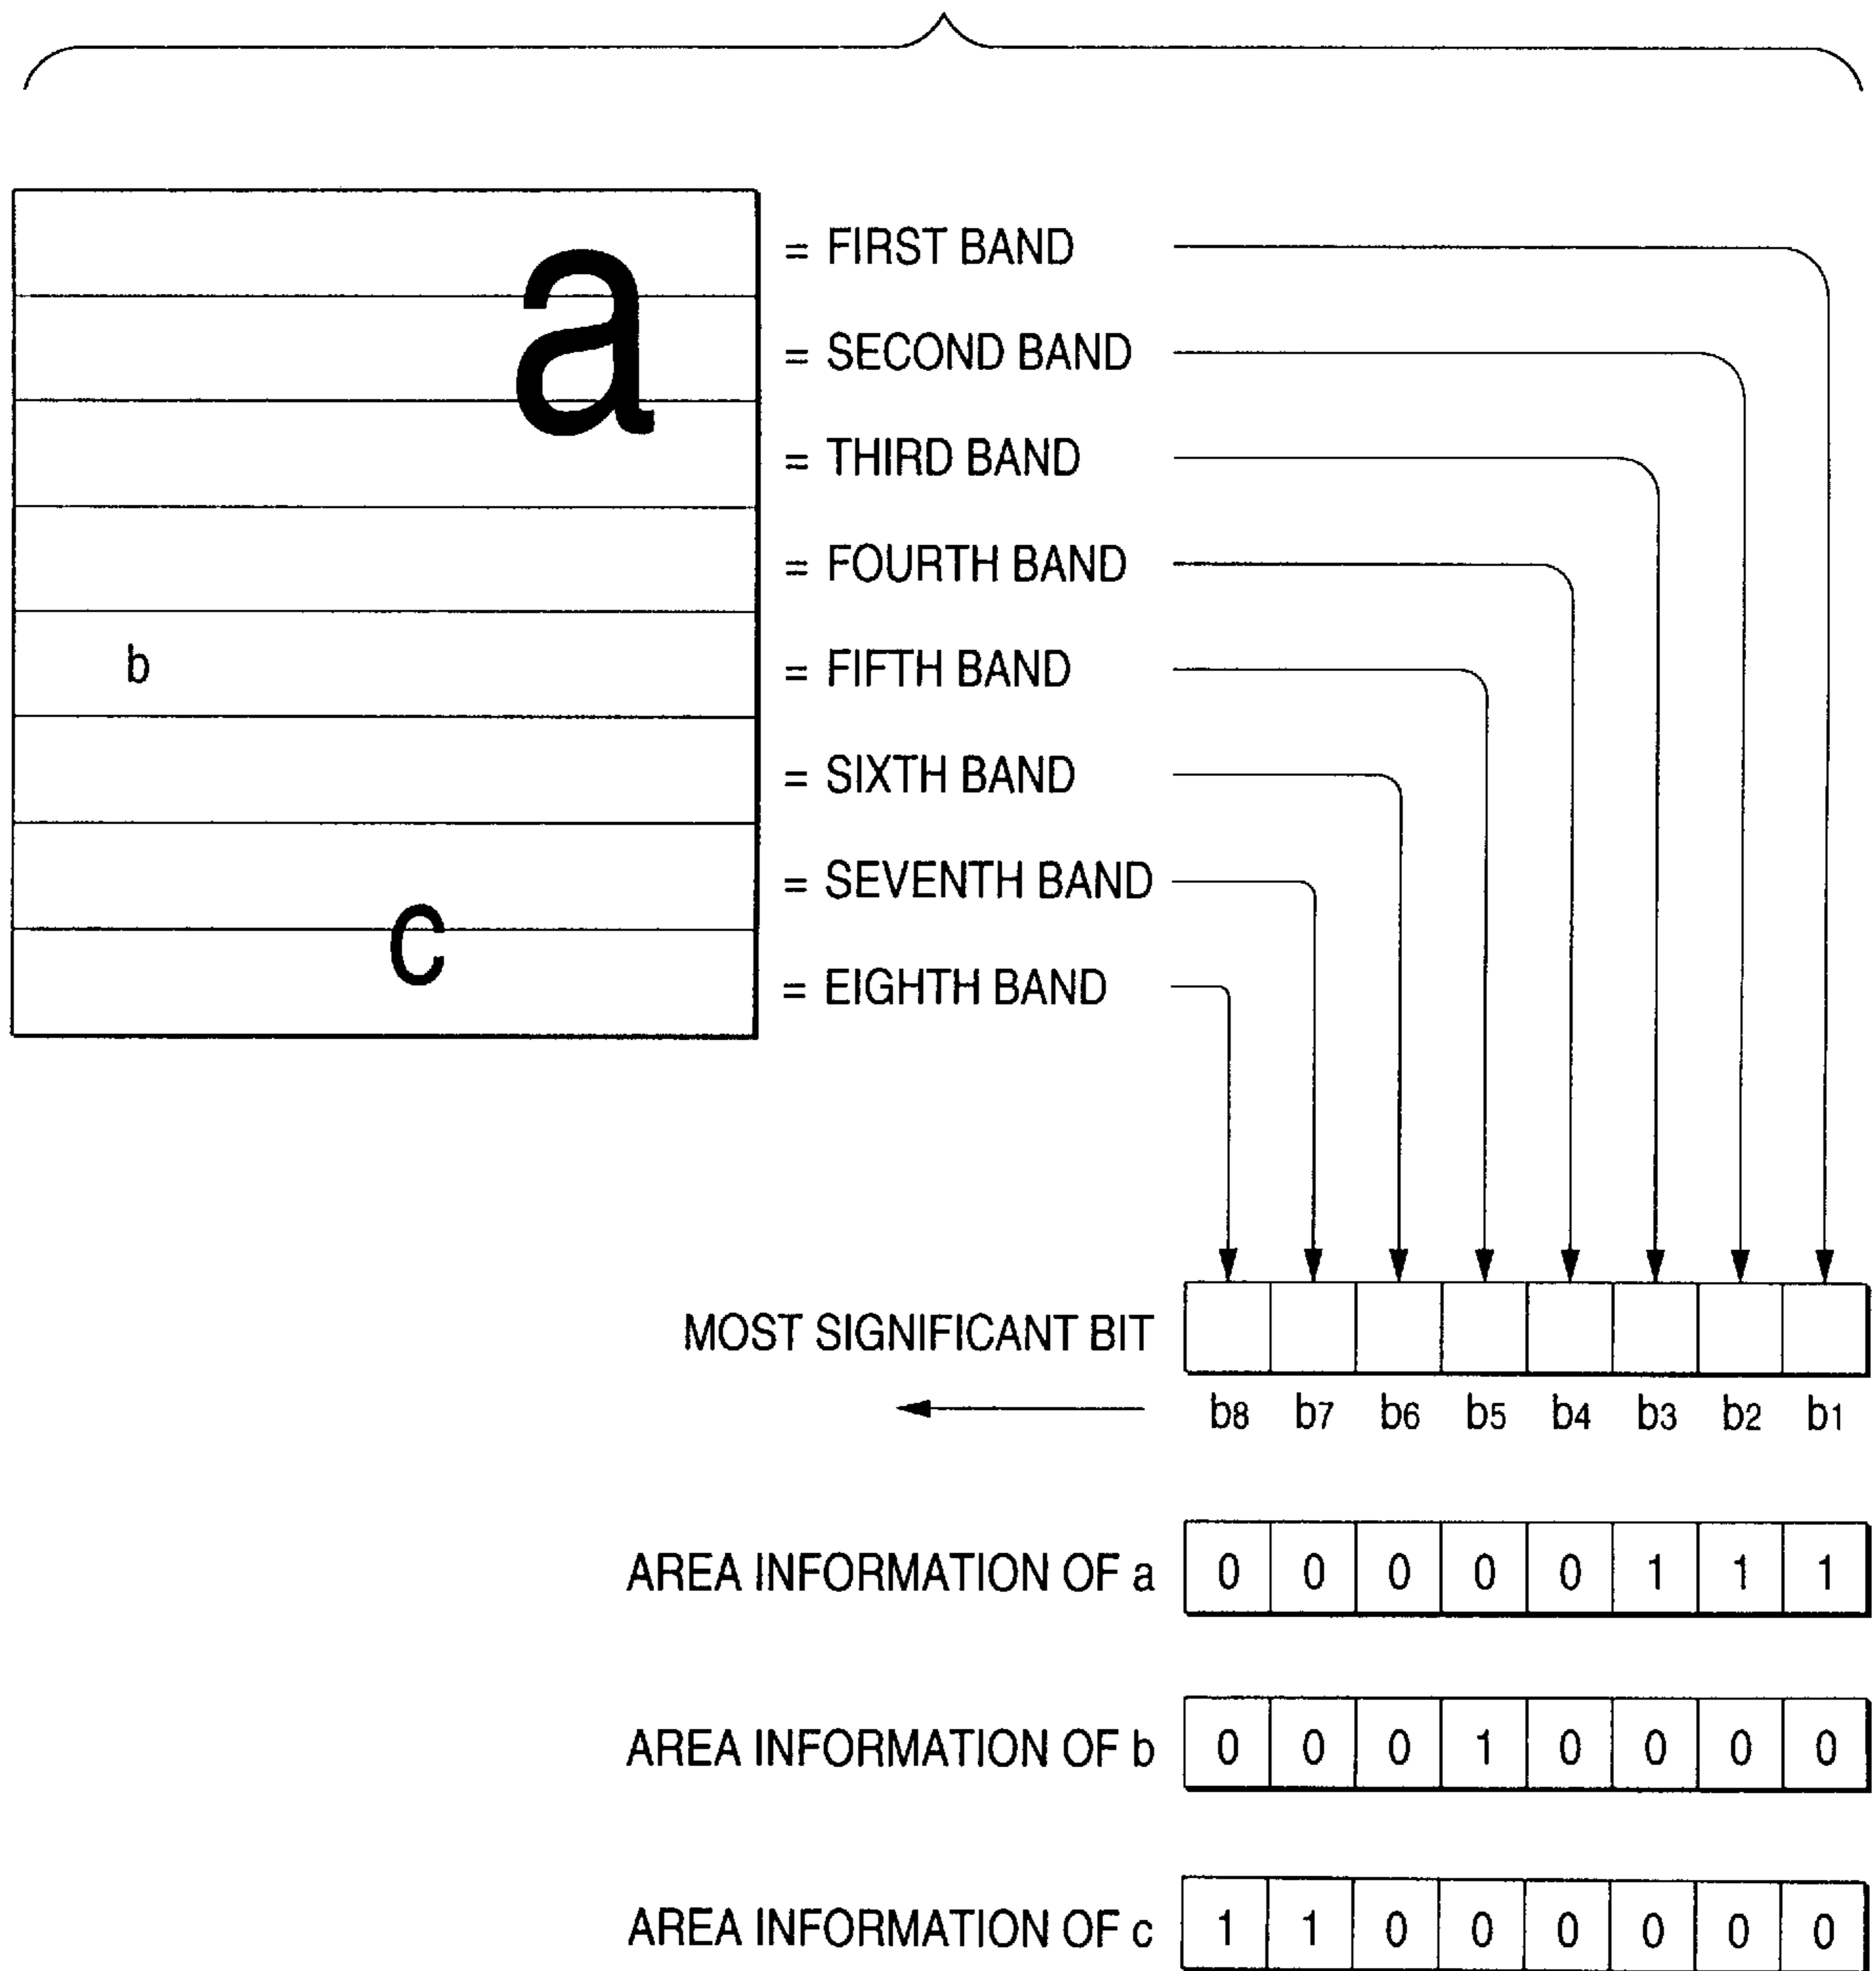 a
= FIRST BAND
= SECOND BAND
= THIRD BAND
= FOURTH BAND
b
= FIFTH BAND
= SIXTH BAND
= SEVENTH BAND
c
= EIGHTH BAND
MOST SIGNIFICANT BIT
b8 b7 b6 b5 b4 b3 b2 b1
AREA INFORMATION OF a 0 0 0 0 0 1 1 1
AREA INFORMATION OF b 0 0 0 1 0 0 0 0
AREA INFORMATION OF c 1 1 0 0 0 0 0 0